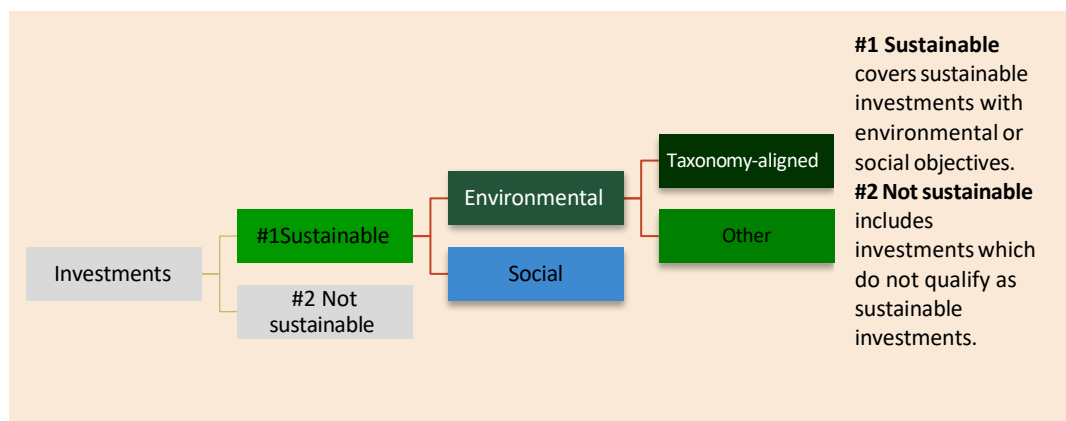 Investments
#1Sustainable
#2 Not
sustainable
Environmental
Social
Taxonomy-aligned
Other
#1 Sustainable
covers sustainable
investments with
environmental or
social objectives.
#2 Not sustainable
includes
investments which
do not qualify as
sustainable
investments.